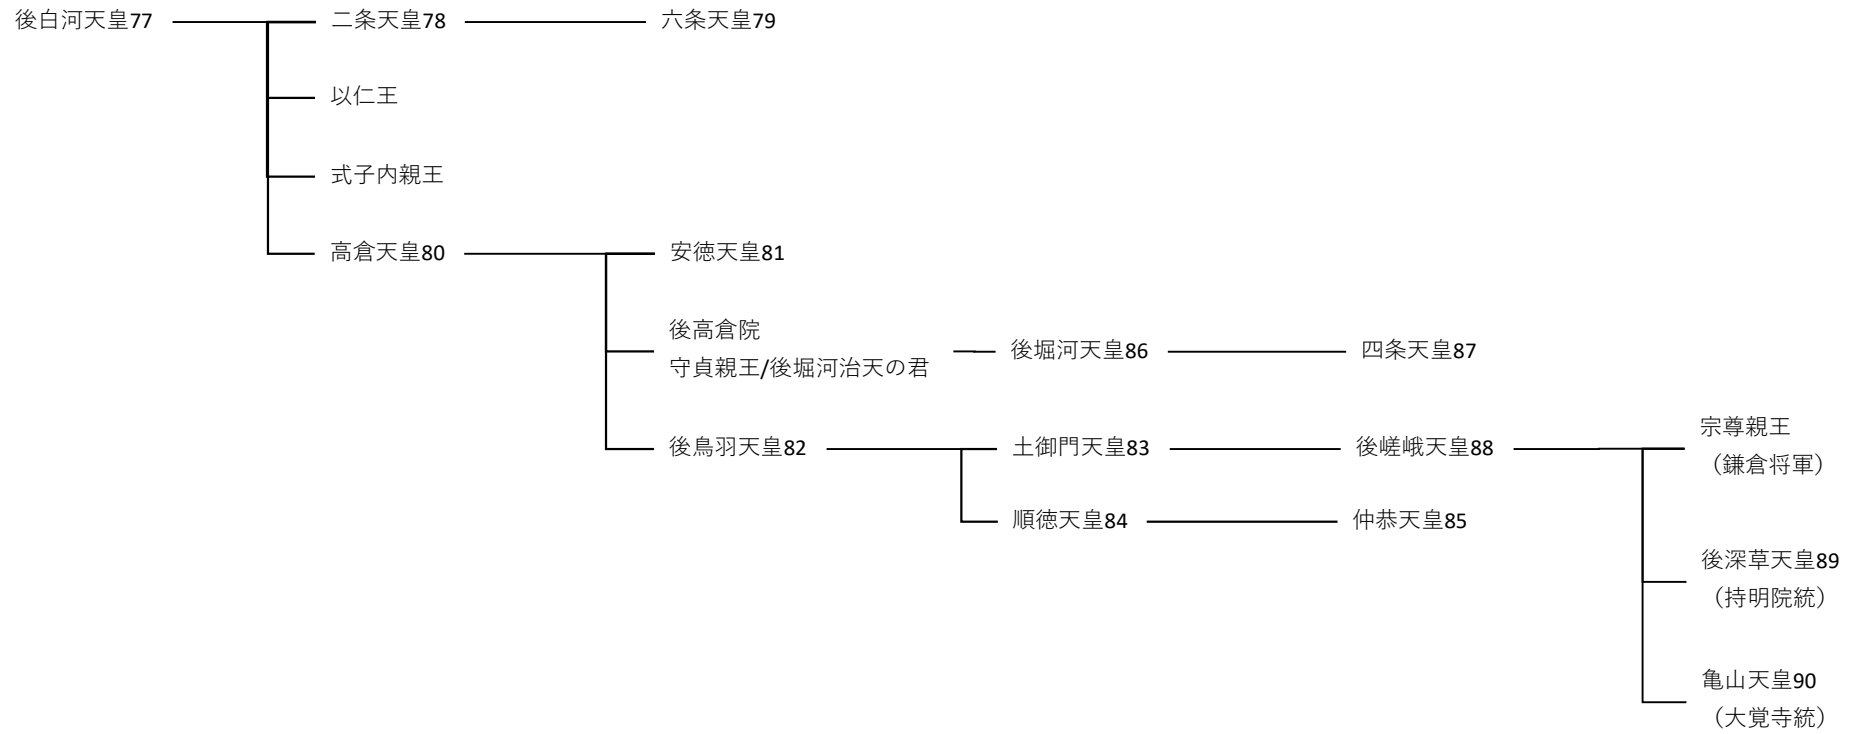 後白河天皇77
二条天皇78
六条天皇79
以仁王
式子内親王
高倉天皇80
安徳天皇81
後高倉院
守貞親王/後堀河治天の君
後堀河天皇86
四条天皇87
後鳥羽天皇82
土御門天皇83
後嵯峨天皇88
宗尊親王
（鎌倉将軍）
順徳天皇84
仲恭天皇85
後深草天皇89
（持明院統）
亀山天皇90
（大覚寺統）